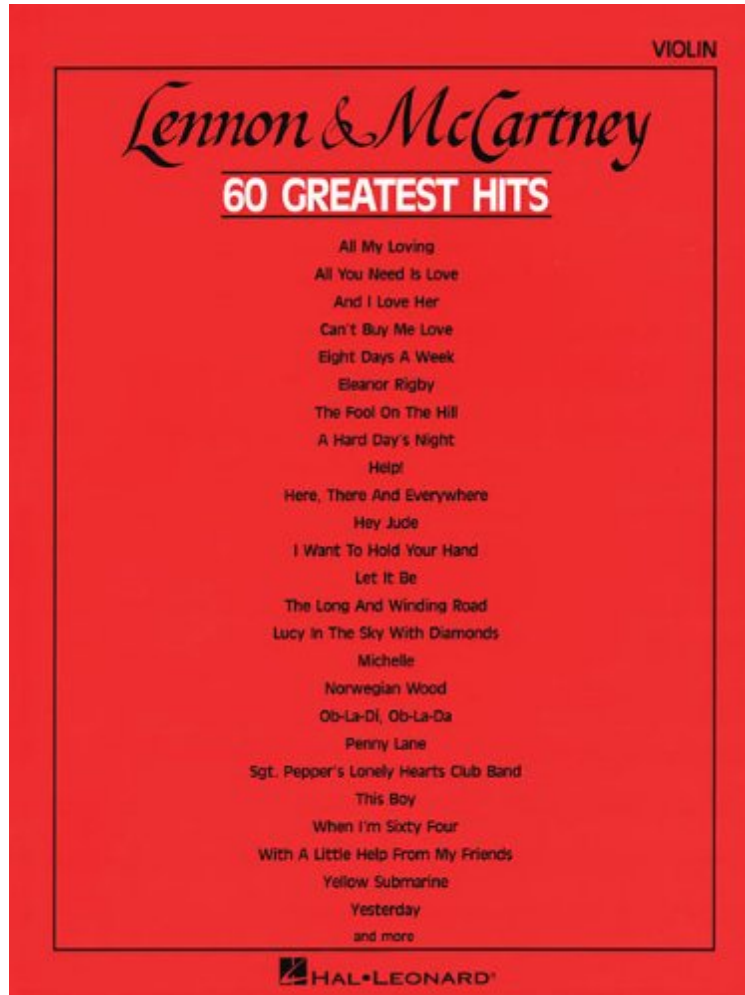 VIOLIN
Lennon & McCartney
60 GREATEST HITS
All My Loving
All You Need Is Love
And I Love Her
Can't Buy Me Love
Eight Days A Week
Eleanor Rigby
The Fool On The Hill
A Hard Day's Night
Help!
Here, There And Everywhere
Hey Jude
I Want To Hold Your Hand
Let It Be
The Long And Winding Road
Lucy In The Sky With Diamonds
Michelle
Norwegian Wood
Ob-La-Di, Ob-La-Da
Penny Lane
Sgt. Pepper's Lonely Hearts Club Band
This Boy
When I'm Sixty Four
With A Little Help From My Friends
Yellow Submarine
Yesterday
and more
HAL•LEONARD®